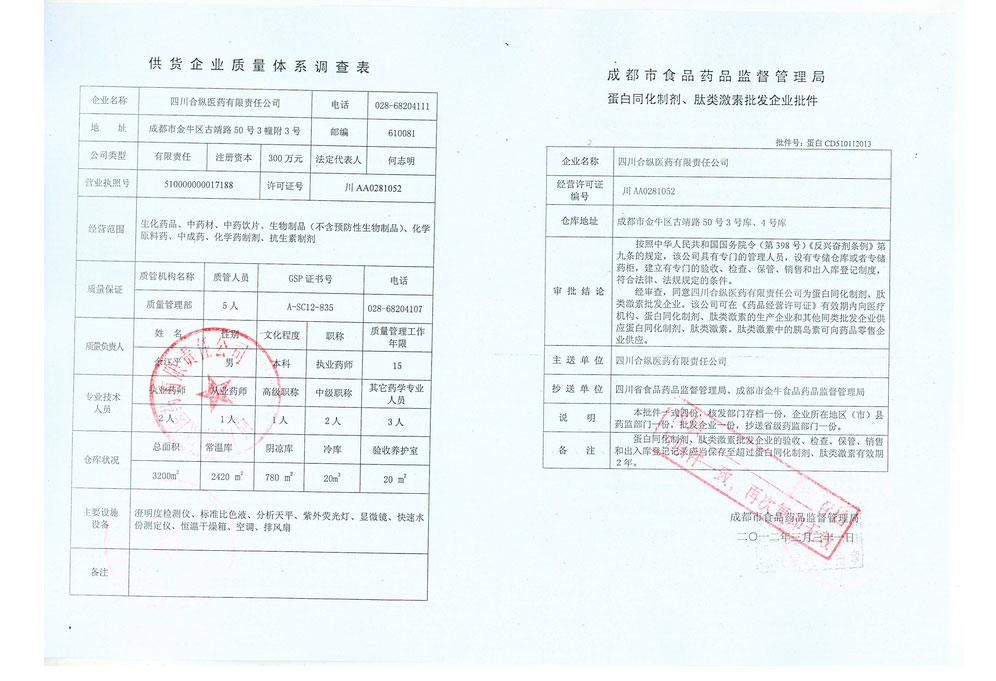 供货企业质量体系调查表
企业名称 四川合纵医药有限责任公司 电话 028-68204111
地 址 成都市金牛区古靖路50号3幢附3号 邮编 610081
公司类型 有限责任 注册资本 300万元 法定代表人 何志明
营业执照号 510000000017188 许可证号 川AA0281052
经营范围 生化药品、中药材、中药饮片、生物制品（不含预防性生物制品）、化学
原料药、中成药、化学药制剂、抗生素制剂
质量保证 质管机构名称 质管人员 GSP证书号 电话
质量管理部 5人 A-SC12-835 028-68204107
质量负责人 姓 名 性别 文化程度 职称 质量管理工作
年限
余江平 男 本科 执业药师 15
专业技术
人员 执业药师 从业药师 高级职称 中级职称 其它药学专业
人员
2人 1人 1人 2人 3人
仓库状况 总面积 常温库 阴凉库 冷库 验收养护室
3200m² 2420 m² 780 m² 20m³ 20 m²
主要设施
设备 澄明度检测仪、标准比色液、分析天平、紫外荧光灯、显微镜、快速水
份测定仪、恒温干燥箱、空调、排风扇
备注
成都市食品药品监督管理局
蛋白同化制剂、肽类激素批发企业批件
批件号：蛋白CD510112013
企业名称 四川合纵医药有限责任公司
经营许可证
编号 川AA0281052
仓库地址 成都市金牛区古靖路50号3号库、4号库
审批结论 按照中华人民共和国国务院令（第398号）《反兴奋剂条例》第
九条的规定，该公司具有专门的管理人员，设有专储仓库或者专储
药柜，建立有专门的验收、检查、保管、销售和出入库登记制度，
符合法律、法规规定的条件。
经审查，同意四川合纵医药有限责任公司为蛋白同化制剂、肽
类激素批发企业。该公司可在《药品经营许可证》有效期内向医疗
机构、蛋白同化制剂、肽类激素的生产企业和其他同类批发企业供
应蛋白同化制剂、肽类激素，肽类激素中的胰岛素可向药品零售企
业供应。
主送单位 四川合纵医药有限责任公司
抄送单位 四川省食品药品监督管理局、成都市金牛食品药品监督管理局
说 明 本批件一式四份，核发部门存档一份，企业所在地区（市）县
药监部门一份，批发企业一份，抄送省级药监部门一份。
备 注 蛋白同化制剂、肽类激素批发企业的验收、检查、保管、销售
和出入库登记记录应当保存至超过蛋白同化制剂、肽类激素有效期
2年。
成都市食品药品监督管理局
二〇一二年三月三十一日